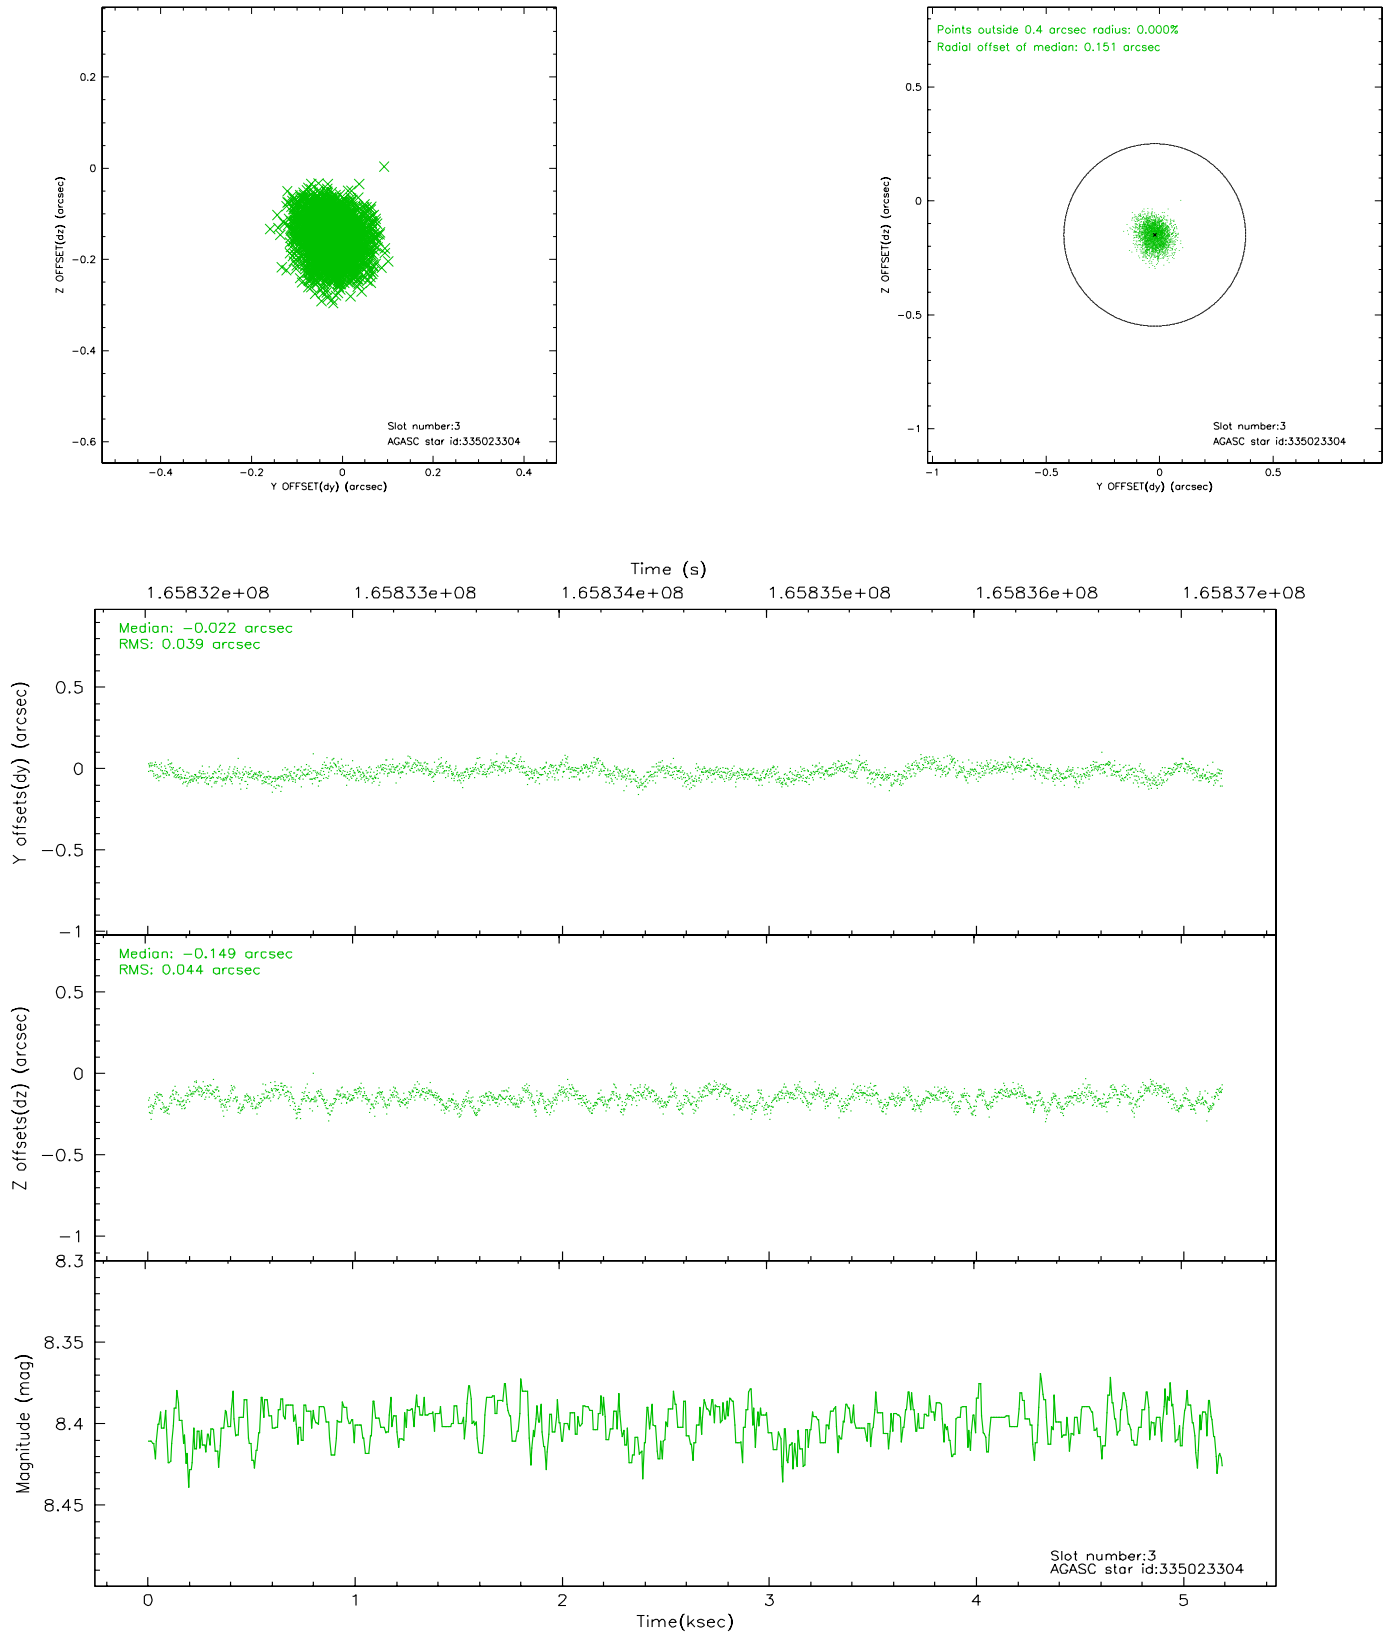 0.2
0
−0.2
−0.4
−0.6
Z OFFSET(dz) (arcsec)
Slot number:3
AGASC star id:335023304
−0.4 −0.2 0 0.2 0.4
Y OFFSET(dy) (arcsec)
Points outside 0.4 arcsec radius: 0.000%
Radial offset of median: 0.151 arcsec
0.5
0
−0.5
−1
Z OFFSET(dz) (arcsec)
Slot number:3
AGASC star id:335023304
−1 −0.5 0 0.5
Y OFFSET(dy) (arcsec)
Time (s)
1.65832e+08 1.65833e+08 1.65834e+08 1.65835e+08 1.65836e+08 1.65837e+08
Median: −0.022 arcsec
RMS: 0.039 arcsec
0.5
0
−0.5
−1
Y offsets(dy) (arcsec)
Median: −0.149 arcsec
RMS: 0.044 arcsec
0.5
0
−0.5
−1
Z offsets(dz) (arcsec)
8.3
8.35
8.4
8.45
Magnitude (mag)
Slot number:3
AGASC star id:335023304
0 1 2 3 4 5
Time(ksec)